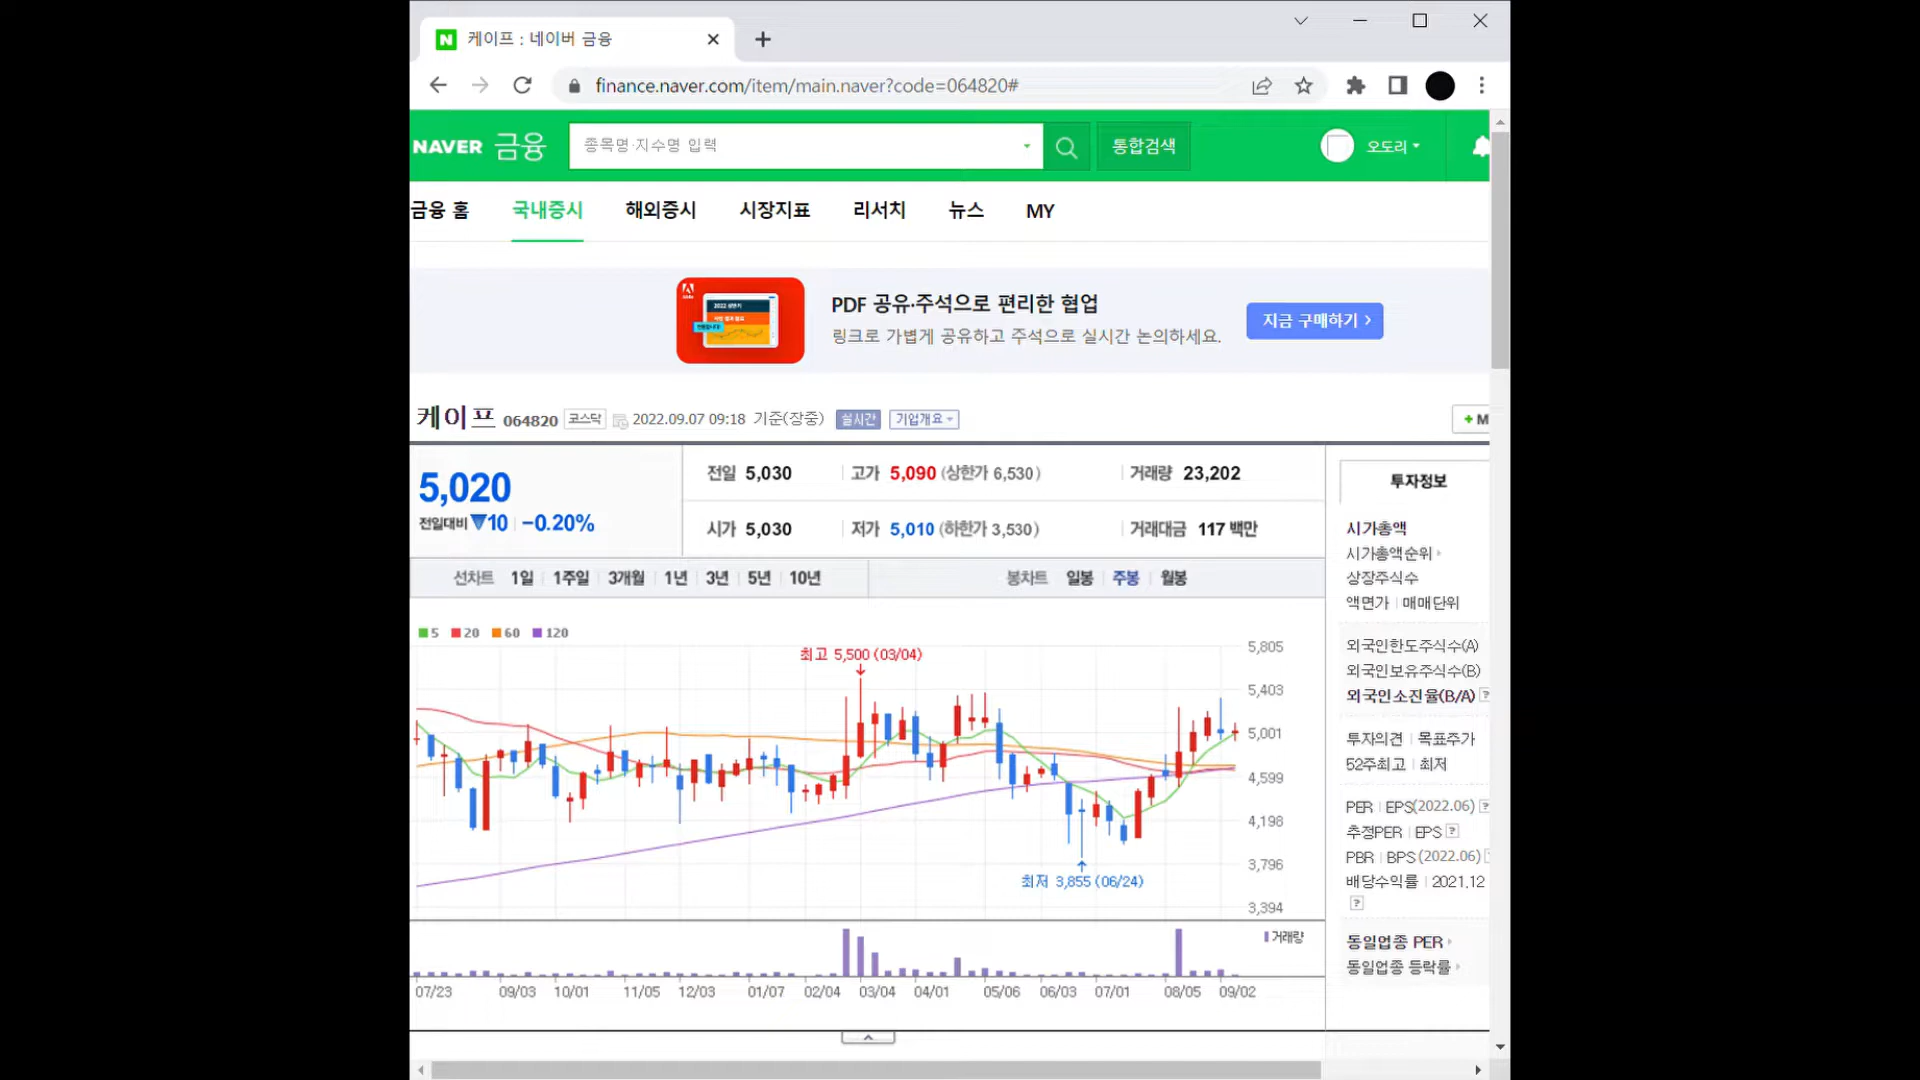 케이프 : 네이버 금융
finance.naver.com/item/main.naver?code=064820#
NAVER 금융
종목명·지수명 입력
통합검색
오토리
금융 홈 국내증시 해외증시 시장지표 리서치 뉴스 MY
PDF 공유·주석으로 편리한 협업
링크로 가볍게 공유하고 주석으로 실시간 논의하세요.
지금 구매하기 >
케이프 064820 코스닥 2022.09.07 09:18 기준(장중) 실시간 기업개요
+ M
5,020
전일대비 ▼10 -0.20%
전일 5,030 고가 5,090 (상한가 6,530) 거래량 23,202
시가 5,030 저가 5,010 (하한가 3,530) 거래대금 117 백만
선차트 1일 1주일 3개월 1년 3년 5년 10년 봉차트 일봉 주봉 월봉
5 20 60 120
최고 5,500 (03/04)
5,805
5,403
5,001
4,599
4,198
3,796
3,394
최저 3,855 (06/24)
거래량
07/23 09/03 10/01 11/05 12/03 01/07 02/04 03/04 04/01 05/06 06/03 07/01 08/05 09/02
투자정보
시가총액
시가총액순위
상장주식수
액면가 매매단위
외국인한도주식수(A)
외국인보유주식수(B)
외국인소진율(B/A) ?
투자의견 목표주가
52주최고 최저
PER EPS(2022.06) ?
추정PER EPS ?
PBR BPS (2022.06)
배당수익률 2021.12
?
동일업종 PER
동일업종 등락률